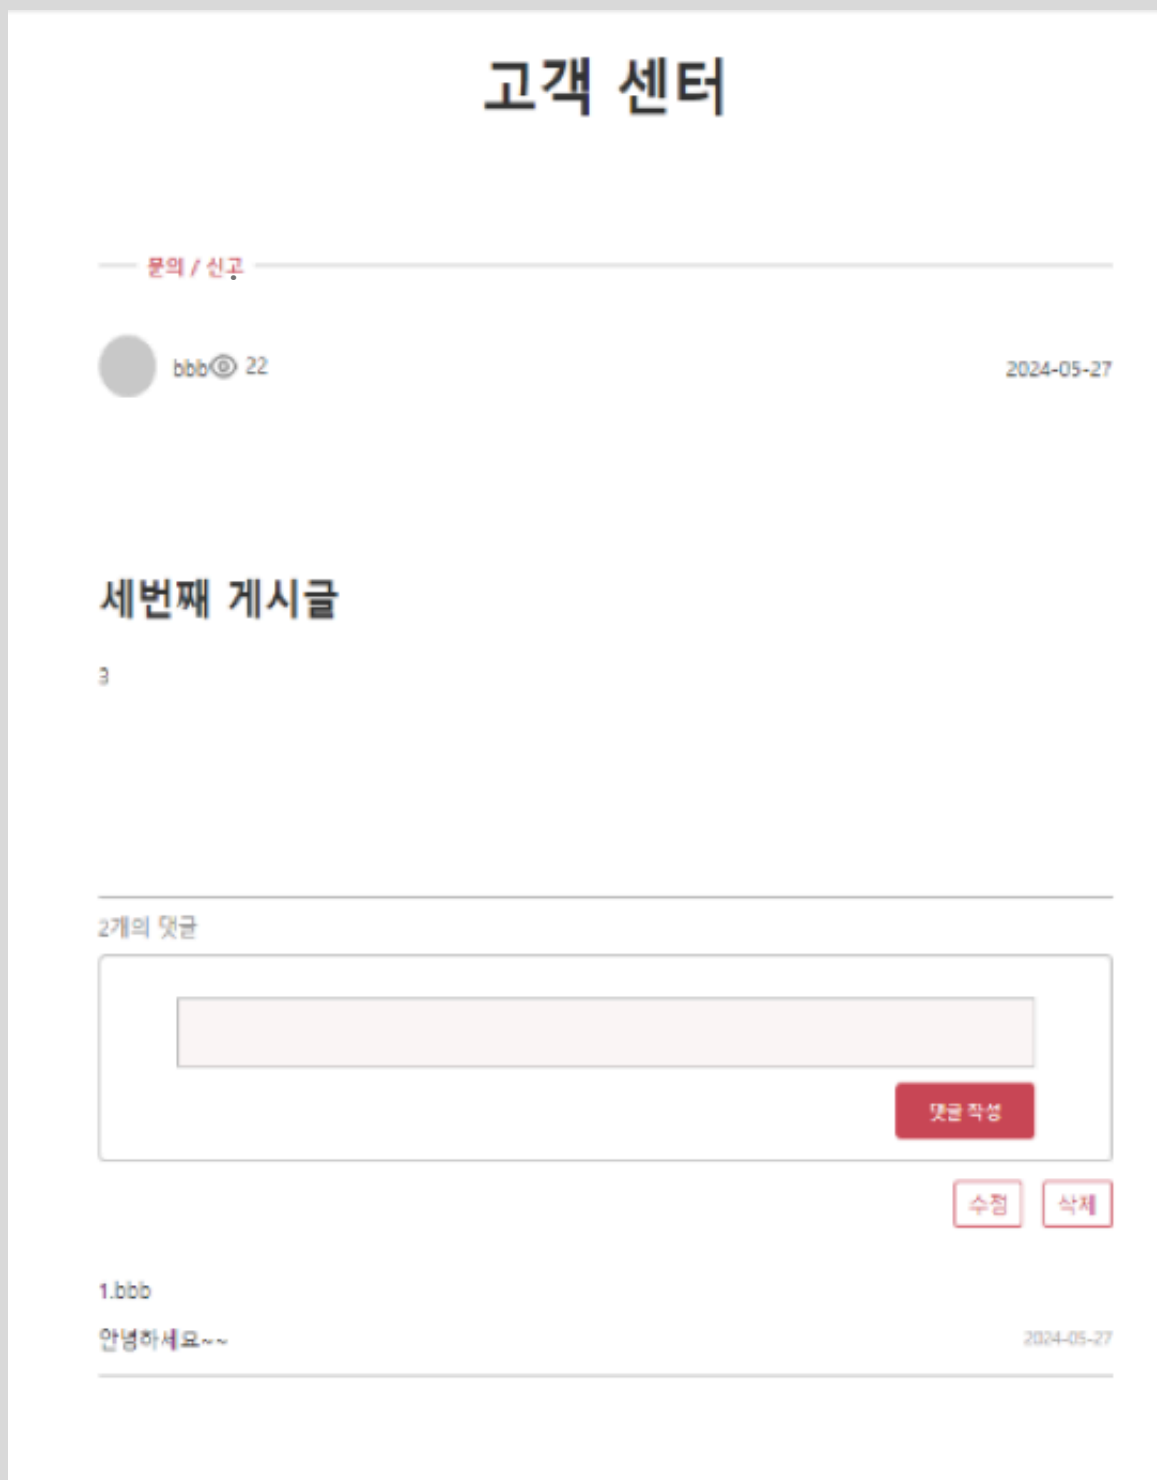 고객 센터
문의 / 신고
bbb 22
2024-05-27
세번째 게시글
3
2개의 댓글
댓글 작성
수정 삭제
1.bbb
안녕하세요~~ 2024-05-27